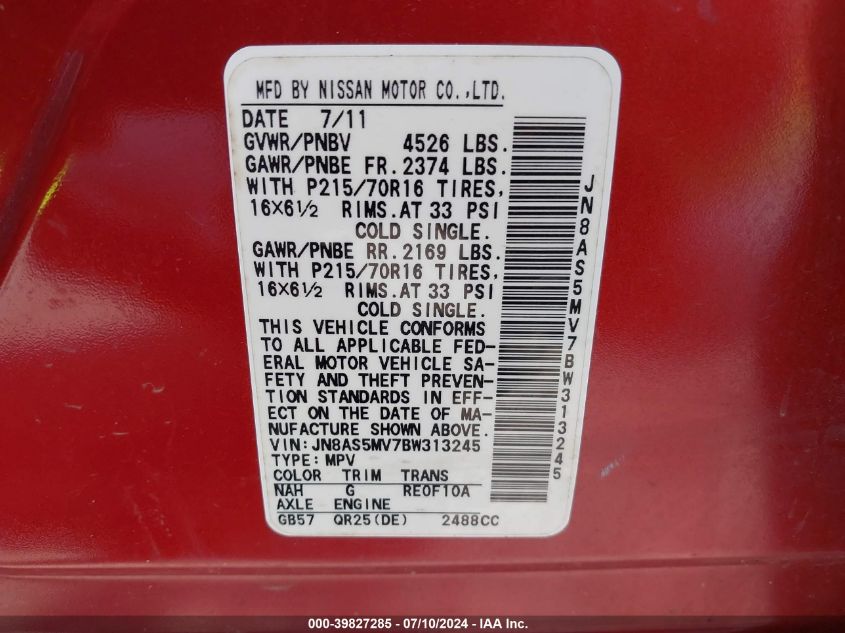 MFD BY NISSAN MOTOR CO.,LTD.
DATE 7/11
GVWR/PNBV 4526 LBS.
GAWR/PNBE FR. 2374 LBS.
WITH P215/70R16 TIRES,
16X6½ RIMS.AT 33 PSI
COLD SINGLE.
GAWR/PNBE RR. 2169 LBS.
WITH P215/70R16 TIRES,
16X6½ RIMS.AT 33 PSI
COLD SINGLE.
THIS VEHICLE CONFORMS
TO ALL APPLICABLE FED-
ERAL MOTOR VEHICLE SA-
FETY AND THEFT PREVEN-
TION STANDARDS IN EFF-
ECT ON THE DATE OF MA-
NUFACTURE SHOWN ABOVE.
VIN:JN8AS5MV7BW313245
TYPE:MPV
COLOR TRIM TRANS
NAH G RE0F10A
AXLE ENGINE
GB57 QR25(DE) 2488CC
JN8AS5MV7BW313245
000-39827285 - 07/10/2024 - IAA Inc.